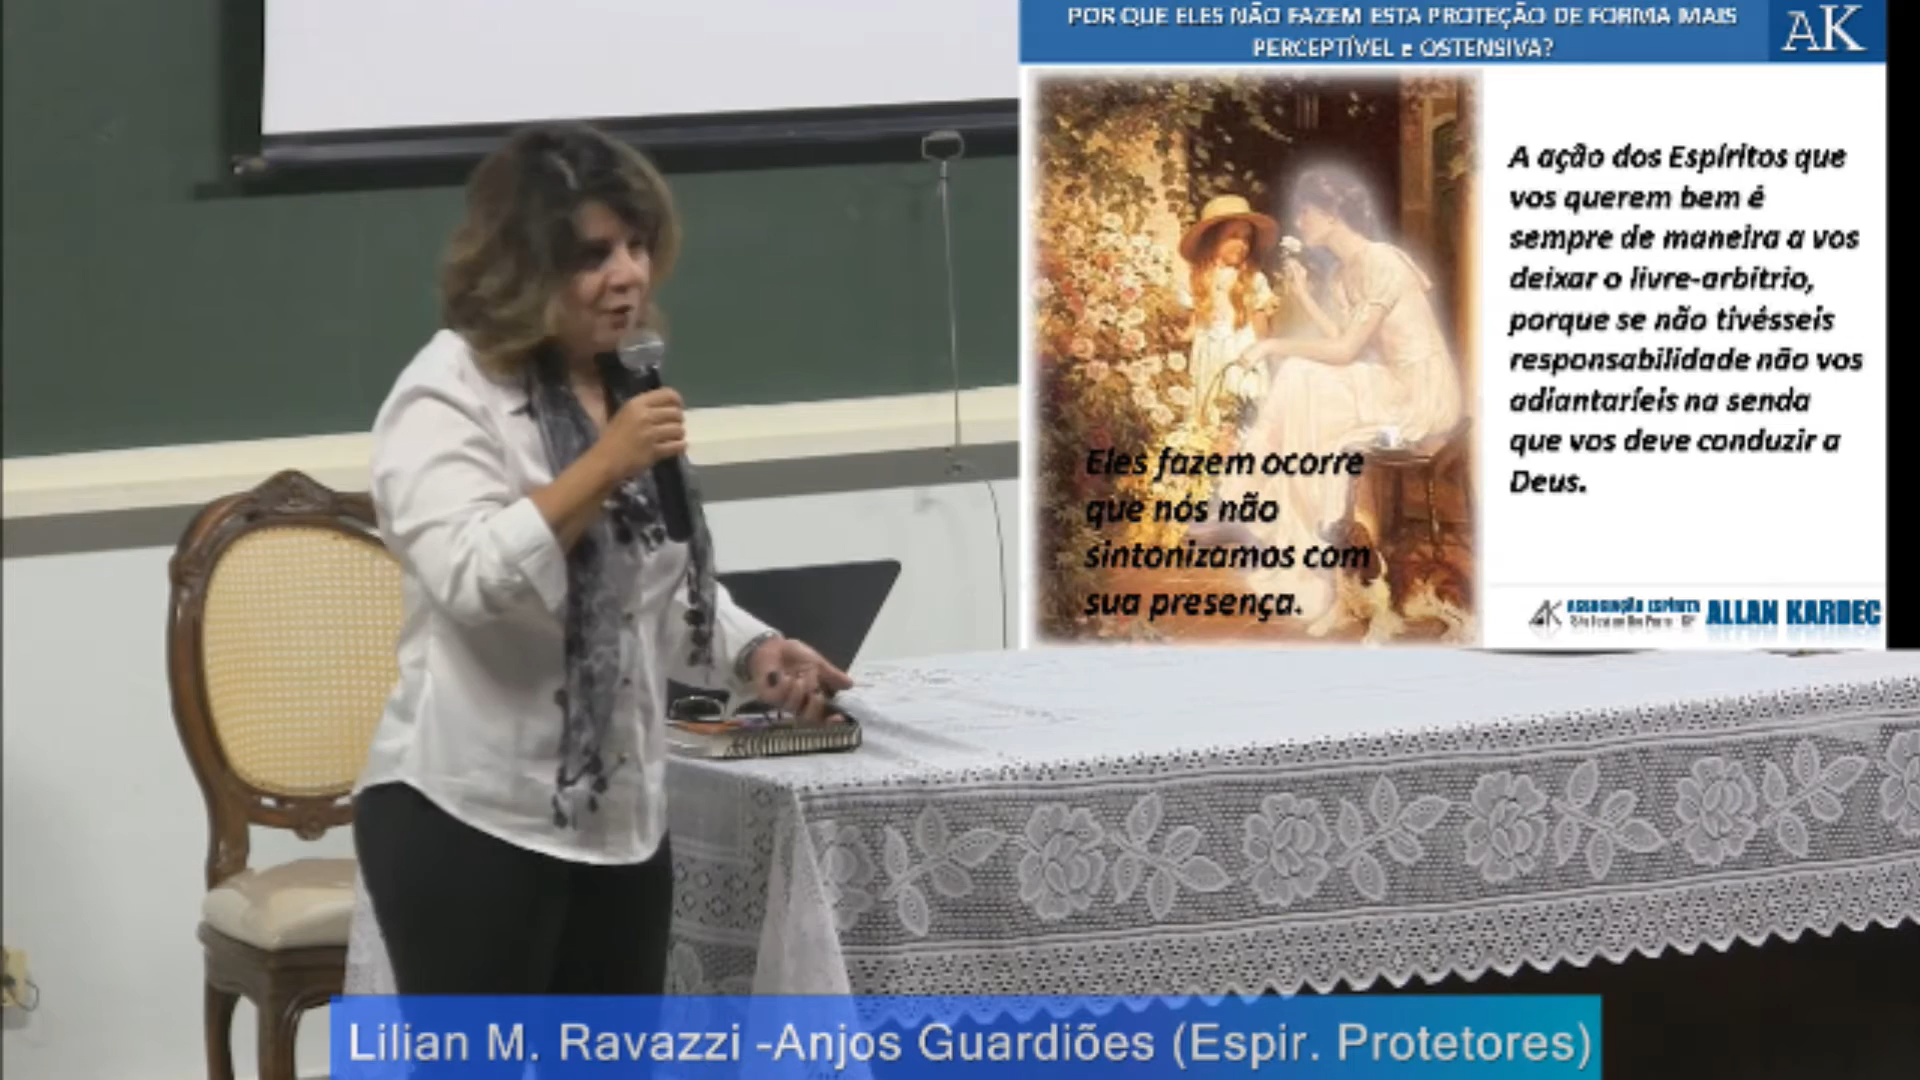 POR QUE ELES NÃO FAZEM ESTA PROTEÇÃO DE FORMA MAIS
PERCEPTÍVEL e OSTENSIVA?
AK
A ação dos Espíritos que
vos querem bem é
sempre de maneira a vos
deixar o livre-arbítrio,
porque se não tivésseis
responsabilidade não vos
adiantaríeis na senda
que vos deve conduzir a
Deus.
Eles fazem ocorre
que nós não
sintonizamos com
sua presença.
AK ASSOCIAÇÃO ESPÍRITA ALLAN KARDEC
Lilian M. Ravazzi -Anjos Guardiões (Espir. Protetores)